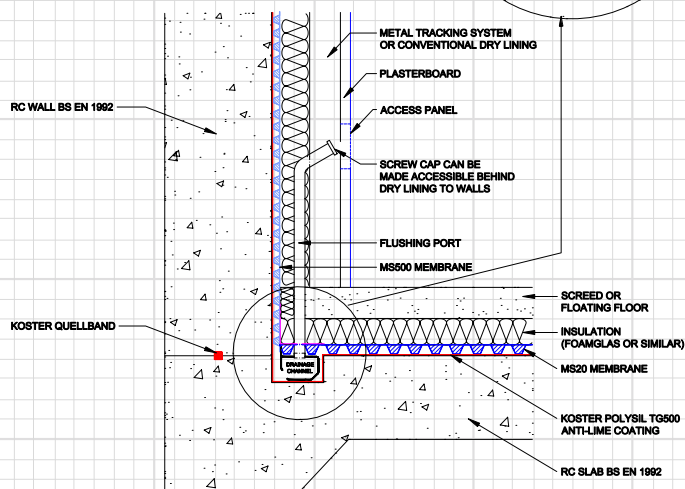 METAL TRACKING SYSTEM
OR CONVENTIONAL DRY LINING
PLASTERBOARD
RC WALL BS EN 1992
ACCESS PANEL
SCREW CAP CAN BE
MADE ACCESSIBLE BEHIND
DRY LINING TO WALLS
FLUSHING PORT
MS500 MEMBRANE
SCREED OR
FLOATING FLOOR
KOSTER QUELLBAND
INSULATION
(FOAMGLAS OR SIMILAR)
DRAINAGE
CHANNEL
MS20 MEMBRANE
KOSTER POLYSIL TG500
ANTI-LIME COATING
RC SLAB BS EN 1992